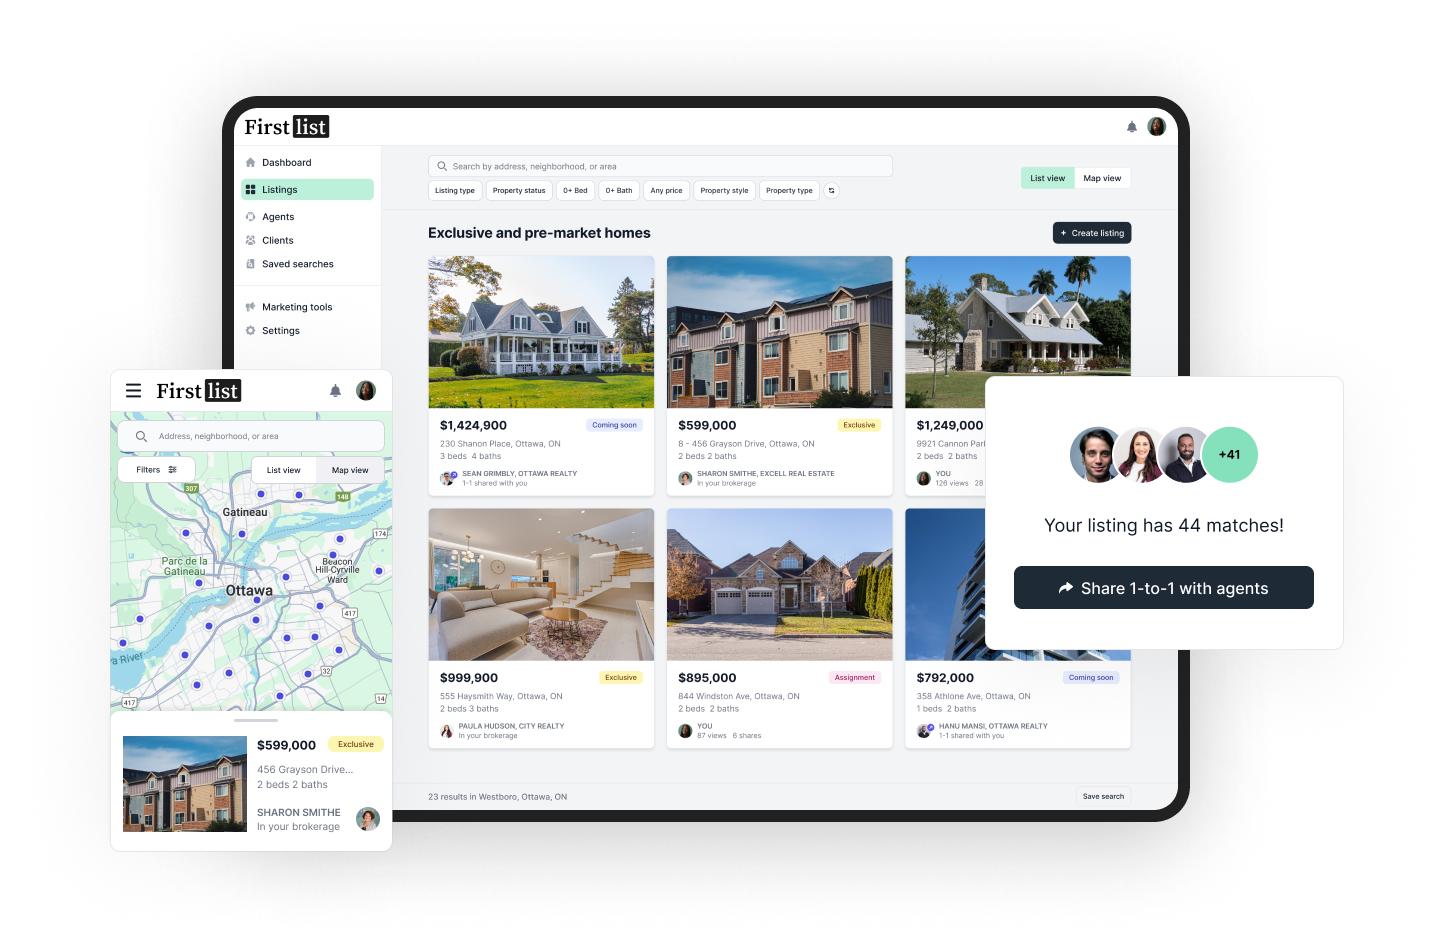 First list
Dashboard
Listings
Agents
Clients
Saved searches
Marketing tools
Settings
Search by address, neighborhood, or area
Listing type Property status 0+ Bed 0+ Bath Any price Property style Property type
List view Map view
Exclusive and pre-market homes
+ Create listing
$1,424,900 Coming soon
230 Shanon Place, Ottawa, ON
3 beds 4 baths
SEAN GRIMBLY, OTTAWA REALTY
1-1 shared with you
$599,000 Exclusive
8 - 456 Grayson Drive, Ottawa, ON
2 beds 2 baths
SHARON SMITHE, EXCELL REAL ESTATE
In your brokerage
$1,249,000
9921 Cannon
2 beds 2 baths
YOU
126 views 28
$999,900 Exclusive
555 Haysmith Way, Ottawa, ON
2 beds 3 baths
PAULA HUDSON, CITY REALTY
In your brokerage
$895,000 Assignment
844 Windston Ave, Ottawa, ON
2 beds 2 baths
YOU
87 views 6 shares
$792,000 Coming soon
358 Athlone Ave, Ottawa, ON
1 beds 2 baths
HANU MANSI, OTTAWA REALTY
1-1 shared with you
23 results in Westboro, Ottawa, ON
Save search
First list
Address, neighborhood, or area
Filters
List view Map view
307
148
Gatineau
174
Parc de la
Gatineau
Beacon
Hill-Cyrville
Ward
Ottawa
417
a River
32
417
14
$599,000 Exclusive
456 Grayson Drive...
2 beds 2 baths
SHARON SMITHE
In your brokerage
+41
Your listing has 44 matches!
Share 1-to-1 with agents